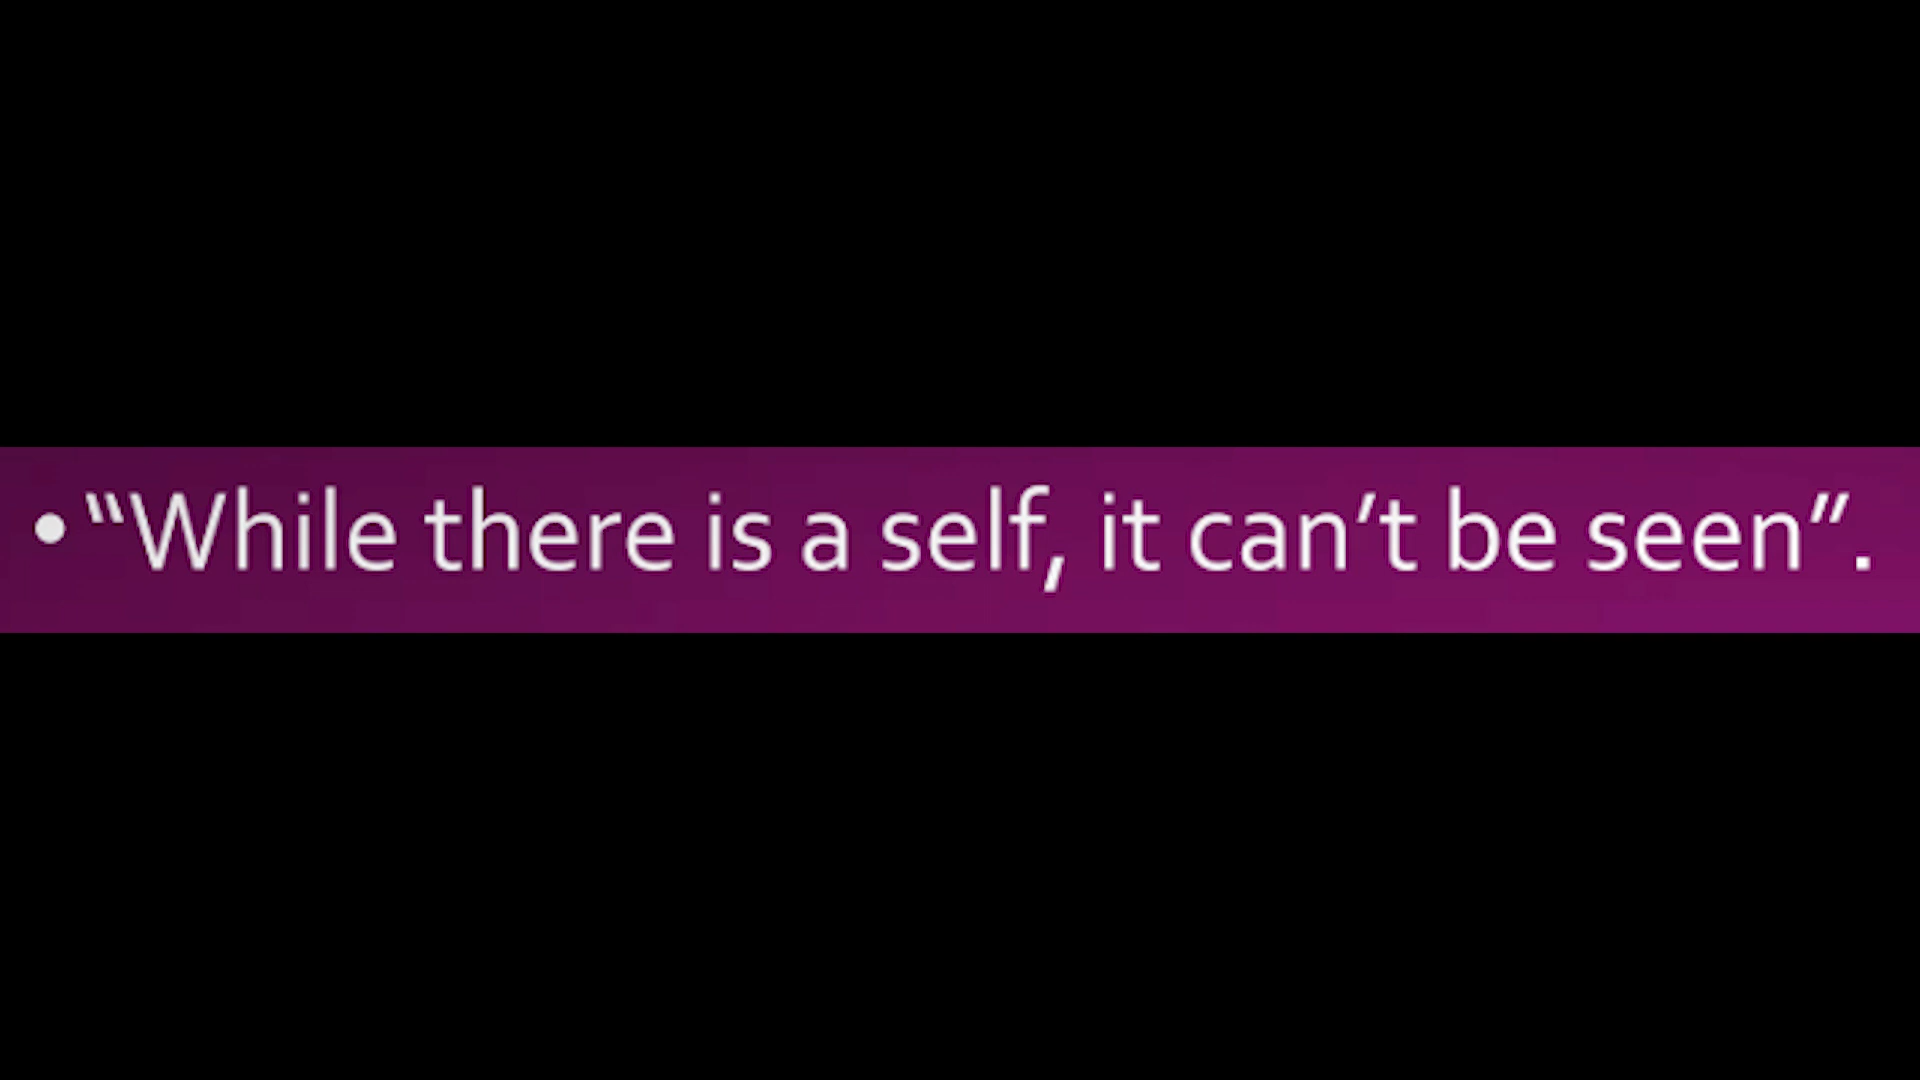 •“While there is a self, it can’t be seen”.